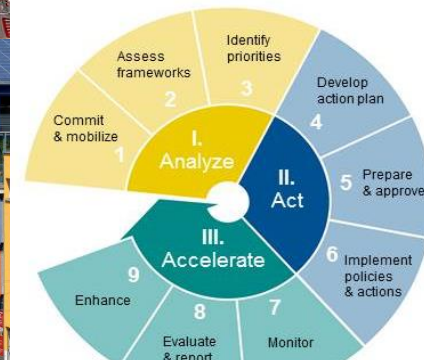 Commit
& mobilize
1
Assess
frameworks
2
Identify
priorities
3
I.
Analyze
Develop
action plan
4
II.
Act
5
Prepare
& approve
6
Implement
policies
& actions
III.
Accelerate
9
Enhance
8
Evaluate
& report
7
Monitor